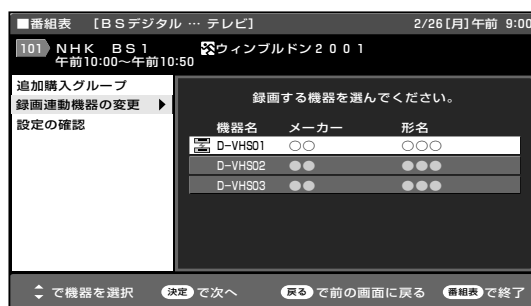 ■番組表 [BSデジタル … テレビ] 2/26[月]午前 9:00
101 NHK BS1 ウィンブルドン2001
午前10:00〜午前10:50
追加購入グループ
録画連動機器の変更 ▶
設定の確認
録画する機器を選んでください。
機器名 メーカー 形名
D-VHS01 ○○ ○○○
D-VHS02 ●● ●●●
D-VHS03 ●● ●●●
で機器を選択 決定 で次へ 戻る で前の画面に戻る 番組表 で終了